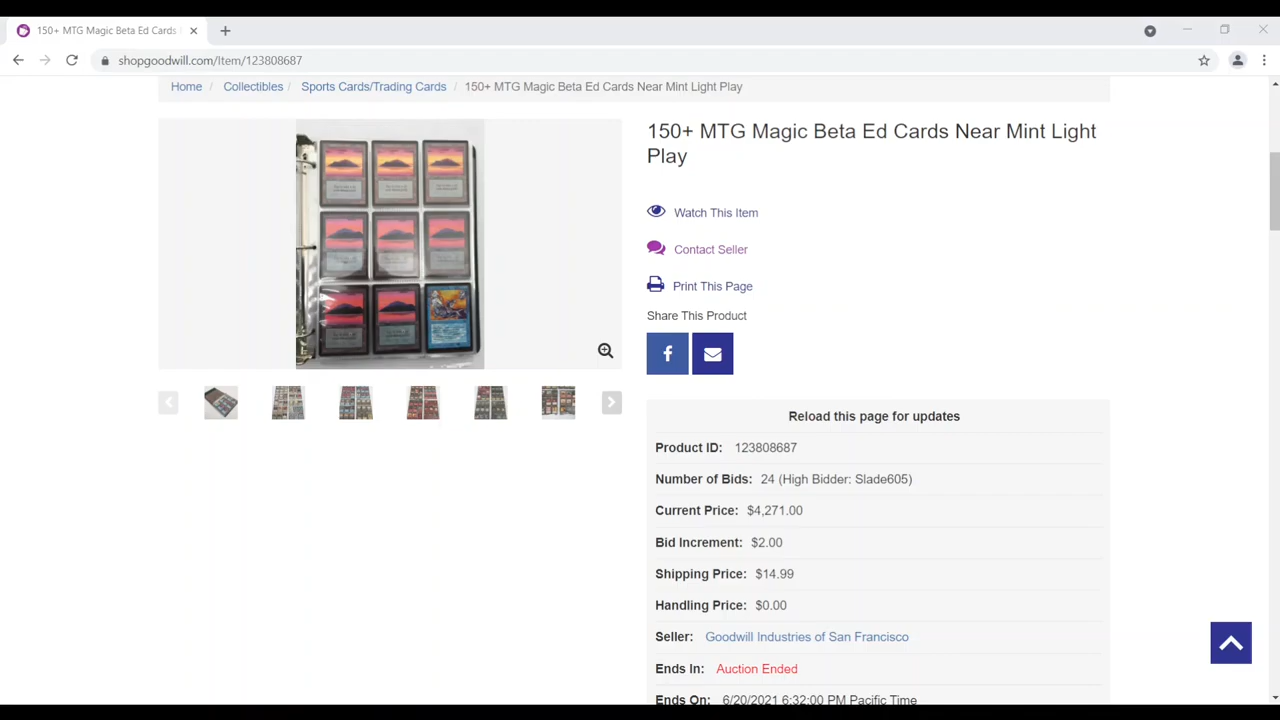 150+ MTG Magic Beta Ed Cards
shopgoodwill.com/Item/123808687
Home / Collectibles / Sports Cards/Trading Cards / 150+ MTG Magic Beta Ed Cards Near Mint Light Play
150+ MTG Magic Beta Ed Cards Near Mint Light
Play
Watch This Item
Contact Seller
Print This Page
Share This Product
Reload this page for updates
Product ID: 123808687
Number of Bids: 24 (High Bidder: Slade605)
Current Price: $4,271.00
Bid Increment: $2.00
Shipping Price: $14.99
Handling Price: $0.00
Seller: Goodwill Industries of San Francisco
Ends In: Auction Ended
Ends On: 6/20/2021 6:32:00 PM Pacific Time